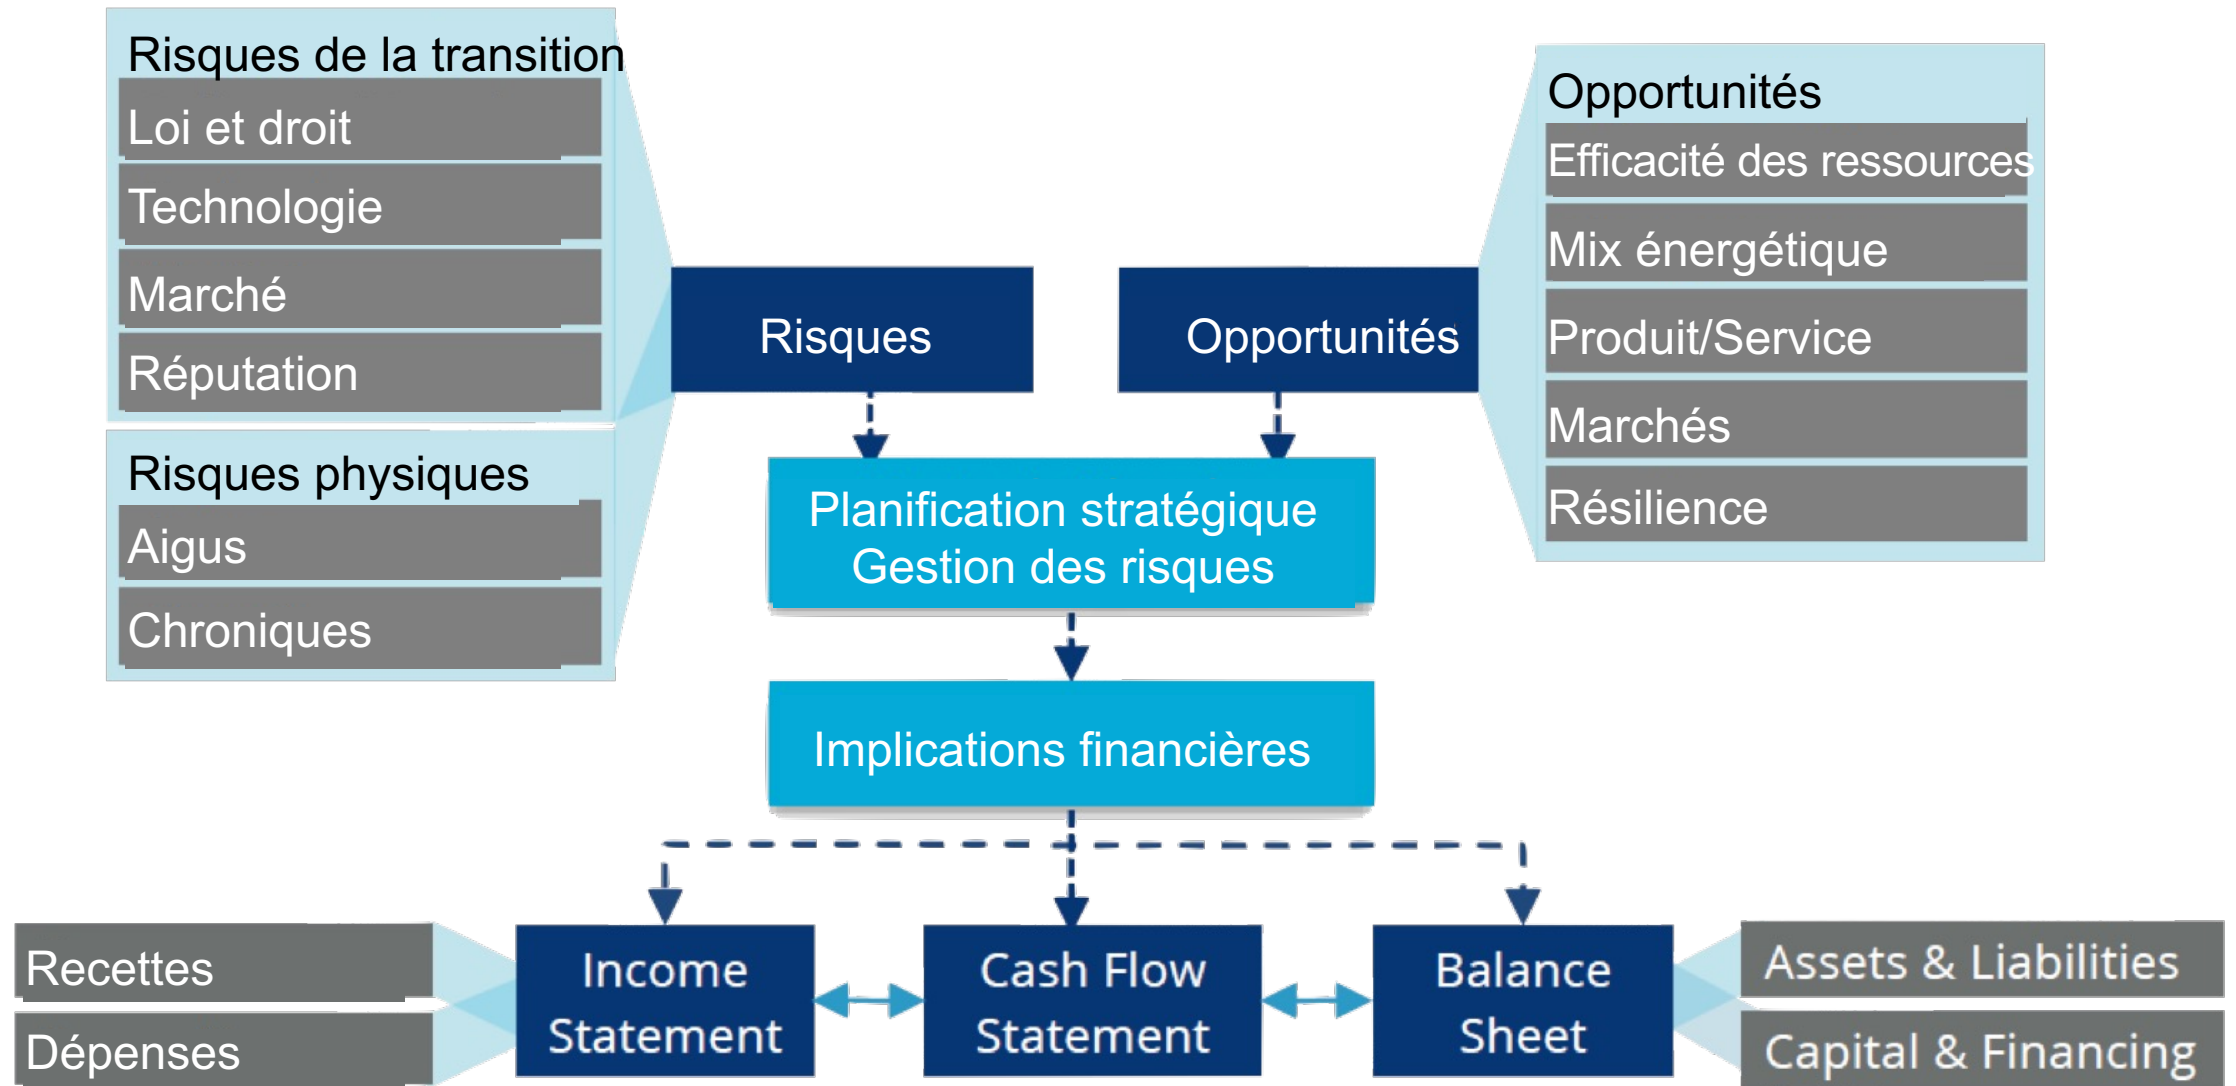 Risques de la transition
Loi et droit
Technologie
Marché
Réputation
Risques physiques
Aigus
Chroniques
Risques
Opportunités
Opportunités
Efficacité des ressources
Mix énergétique
Produit/Service
Marchés
Résilience
Planification stratégique
Gestion des risques
Implications financières
Recettes
Dépenses
Income
Statement
Cash Flow
Statement
Balance
Sheet
Assets & Liabilities
Capital & Financing